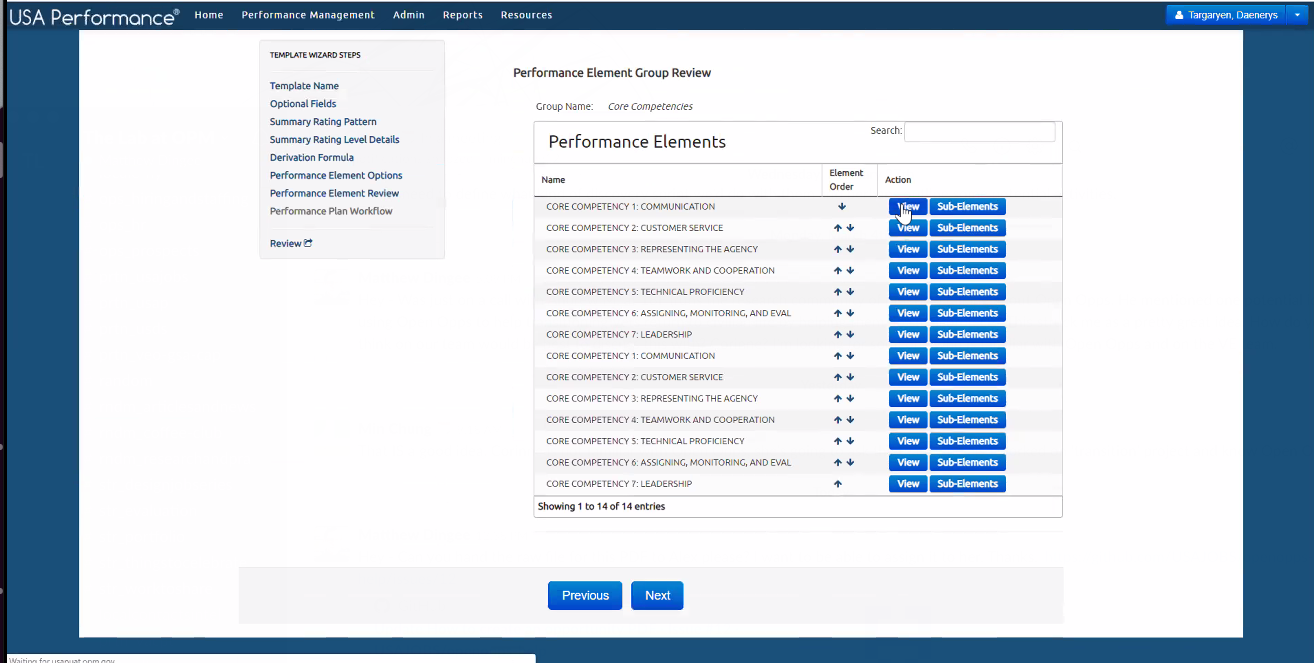 USA Performance® Home Performance Management Admin Reports Resources Targaryen, Daenerys
TEMPLATE WIZARD STEPS
Template Name
Optional Fields
Summary Rating Pattern
Summary Rating Level Details
Derivation Formula
Performance Element Options
Performance Element Review
Performance Plan Workflow
Review
Performance Element Group Review
Group Name: Core Competencies
Performance Elements
Search:
Name Element Order Action
CORE COMPETENCY 1: COMMUNICATION View Sub-Elements
CORE COMPETENCY 2: CUSTOMER SERVICE View Sub-Elements
CORE COMPETENCY 3: REPRESENTING THE AGENCY View Sub-Elements
CORE COMPETENCY 4: TEAMWORK AND COOPERATION View Sub-Elements
CORE COMPETENCY 5: TECHNICAL PROFICIENCY View Sub-Elements
CORE COMPETENCY 6: ASSIGNING, MONITORING, AND EVAL View Sub-Elements
CORE COMPETENCY 7: LEADERSHIP View Sub-Elements
CORE COMPETENCY 1: COMMUNICATION View Sub-Elements
CORE COMPETENCY 2: CUSTOMER SERVICE View Sub-Elements
CORE COMPETENCY 3: REPRESENTING THE AGENCY View Sub-Elements
CORE COMPETENCY 4: TEAMWORK AND COOPERATION View Sub-Elements
CORE COMPETENCY 5: TECHNICAL PROFICIENCY View Sub-Elements
CORE COMPETENCY 6: ASSIGNING, MONITORING, AND EVAL View Sub-Elements
CORE COMPETENCY 7: LEADERSHIP View Sub-Elements
Showing 1 to 14 of 14 entries
Previous Next
Waiting for